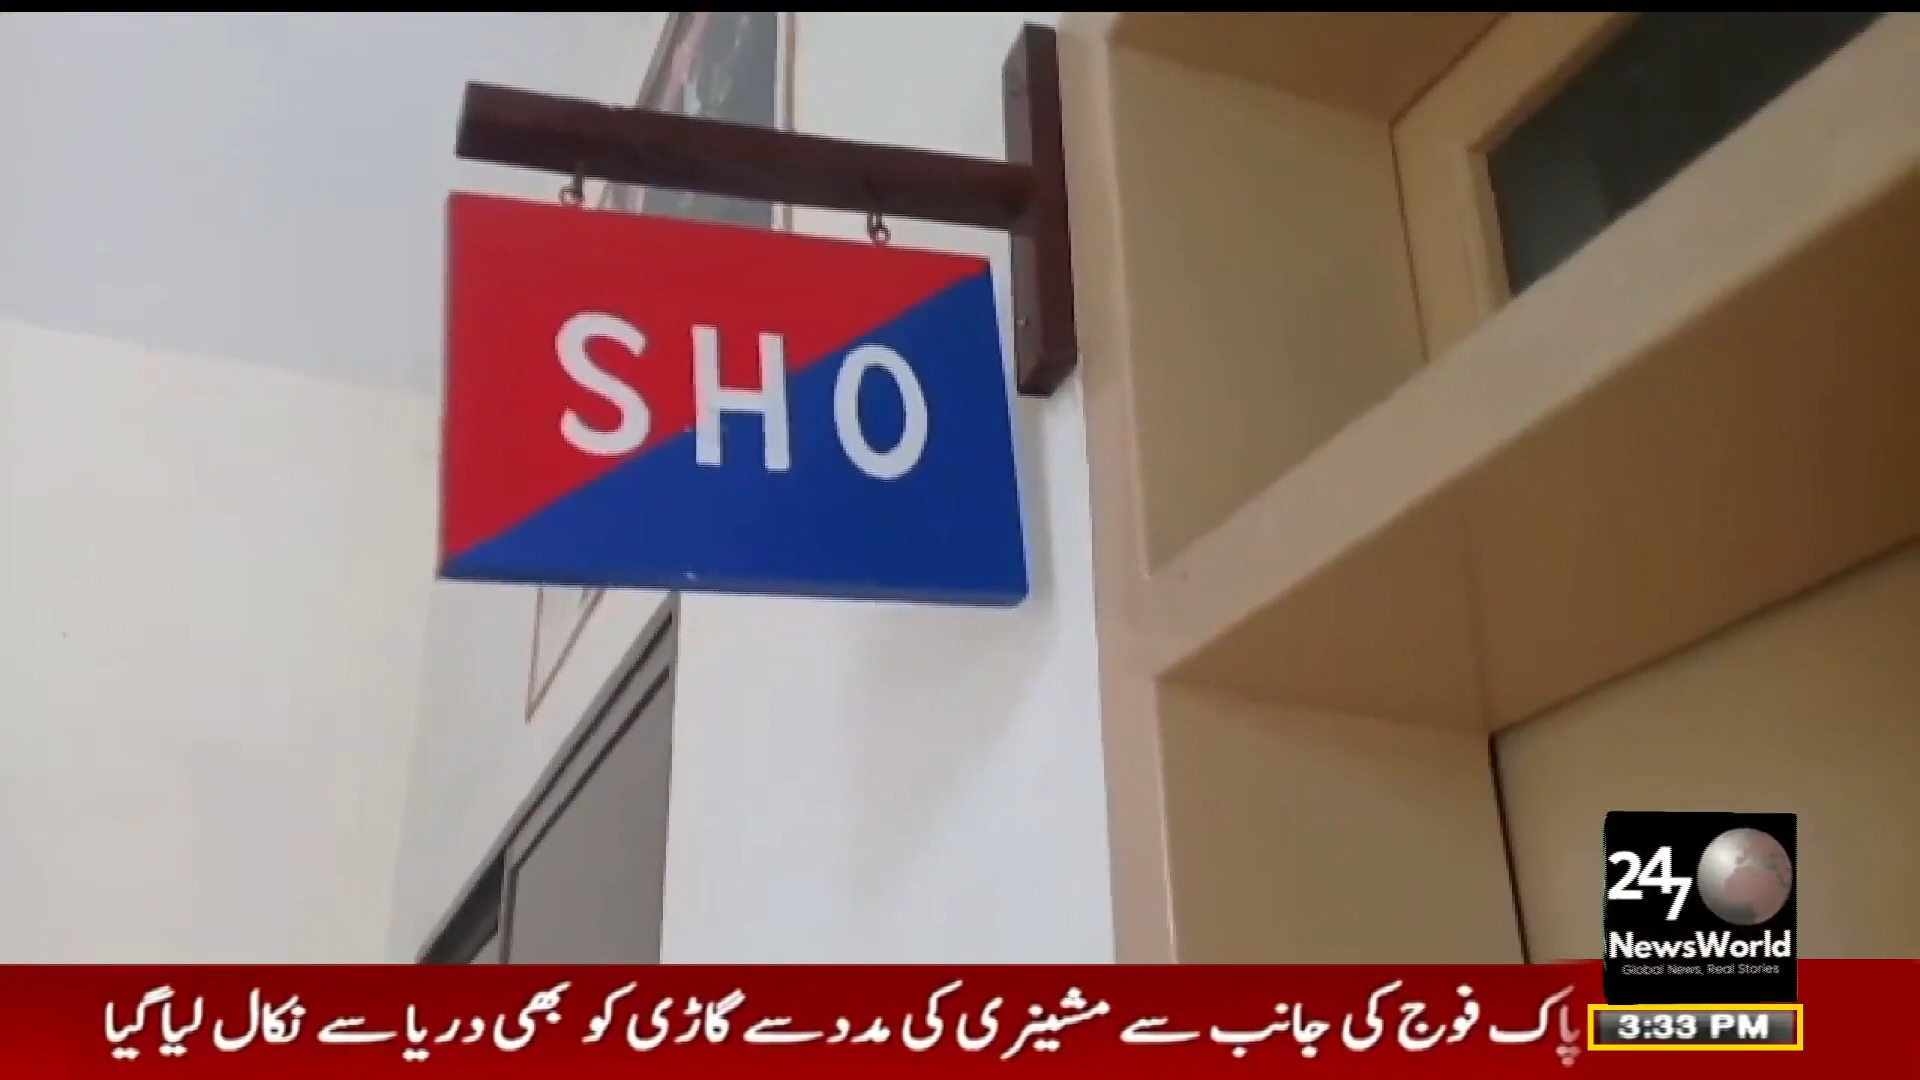 SHO
24/7
NewsWorld
Global News, Real Stories
پاک فوج کی جانب سے مشینری کی مدد سے گاڑی کو بھی دریا سے نکال لیا گیا
3:33 PM